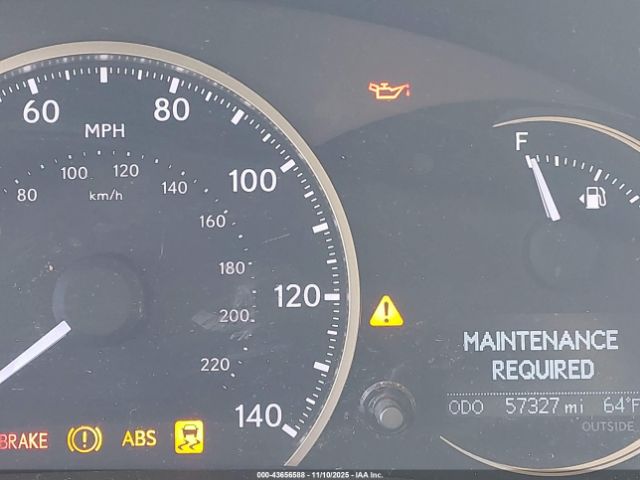 60
80
MPH
80
100
120
140
km/h
100
160
180
120
200
220
140
BRAKE
ABS
F
MAINTENANCE
REQUIRED
ODO 57327 mi 64°F
OUTSIDE
000-43656588 - 11/10/2025 - IAA Inc.